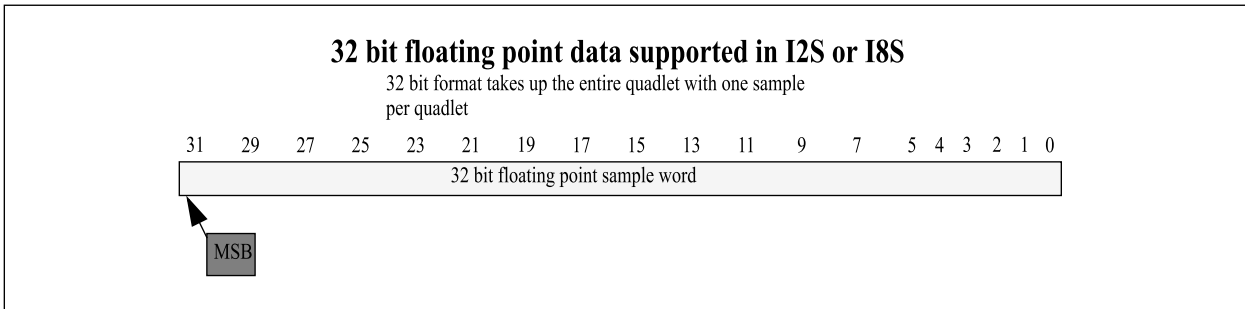 32 bit floating point data supported in I2S or I8S
32 bit format takes up the entire quadlet with one sample
per quadlet
31 29 27 25 23 21 19 17 15 13 11 9 7 5 4 3 2 1 0
32 bit floating point sample word
MSB